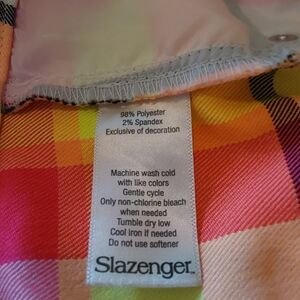 98% Polyester
2% Spandex
Exclusive of decoration
Machine wash cold
with like colors
Gentle cycle
Only non-chlorine bleach
when needed
Tumble dry low
Cool iron if needed
Do not use softener
Slazenger